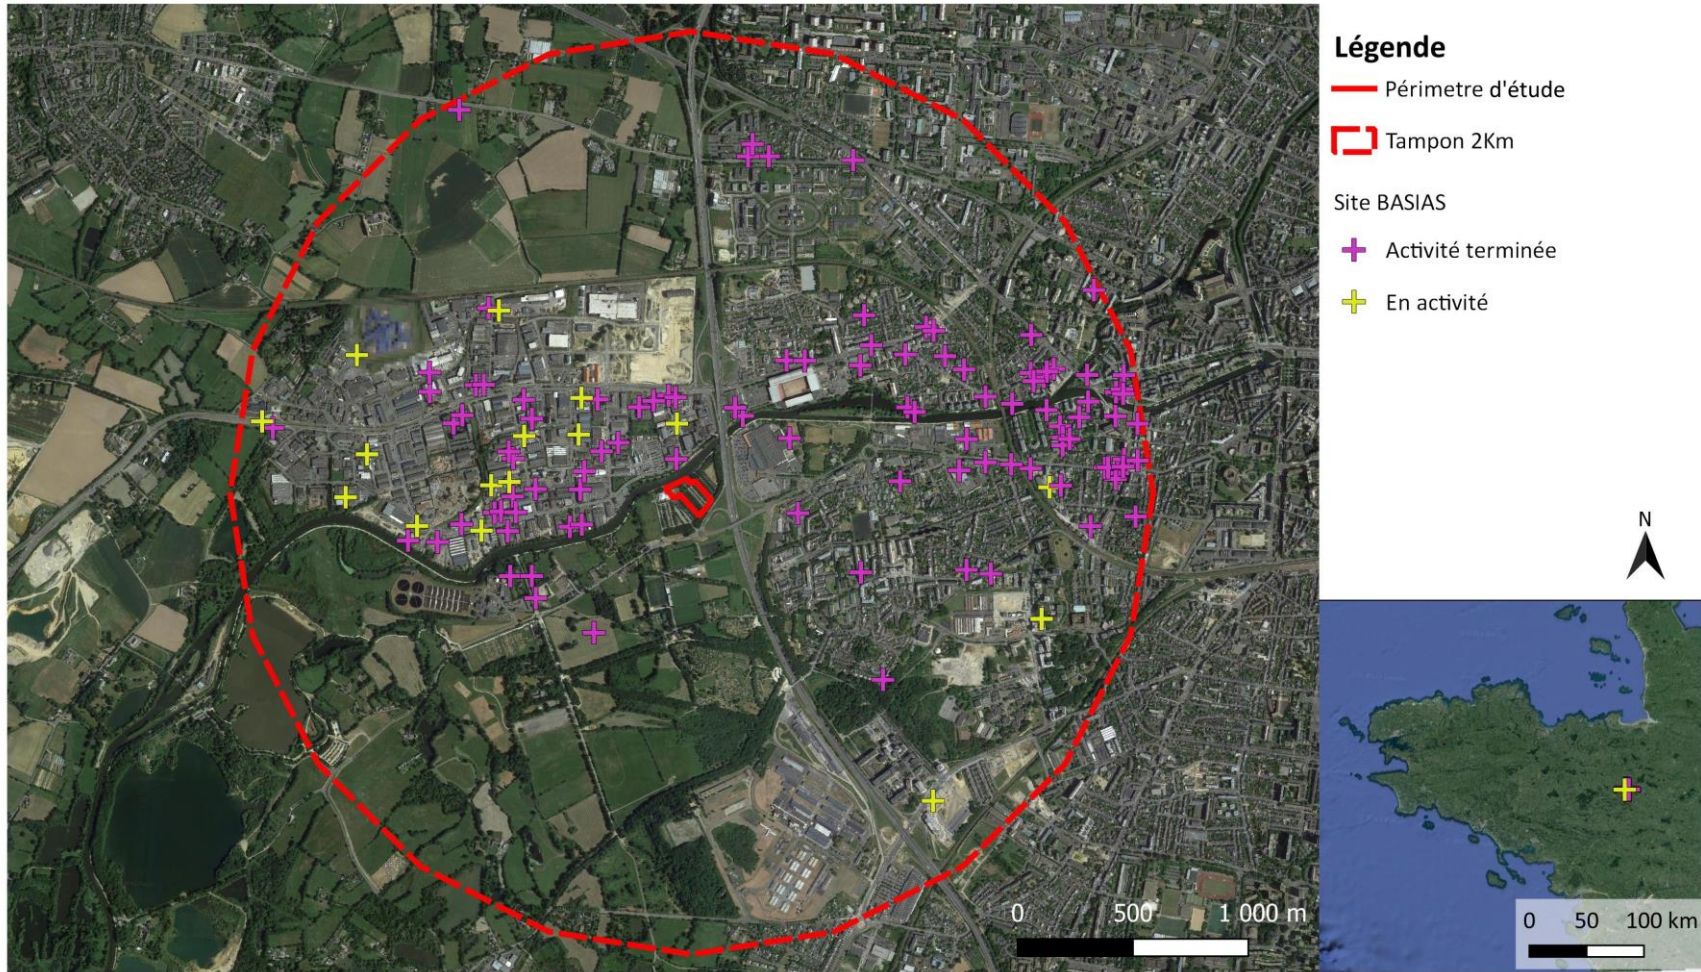 Légende
Périmetre d'étude
Tampon 2Km
Site BASIAS
Activité terminée
En activité
N
0 500 1 000 m
0 50 100 km